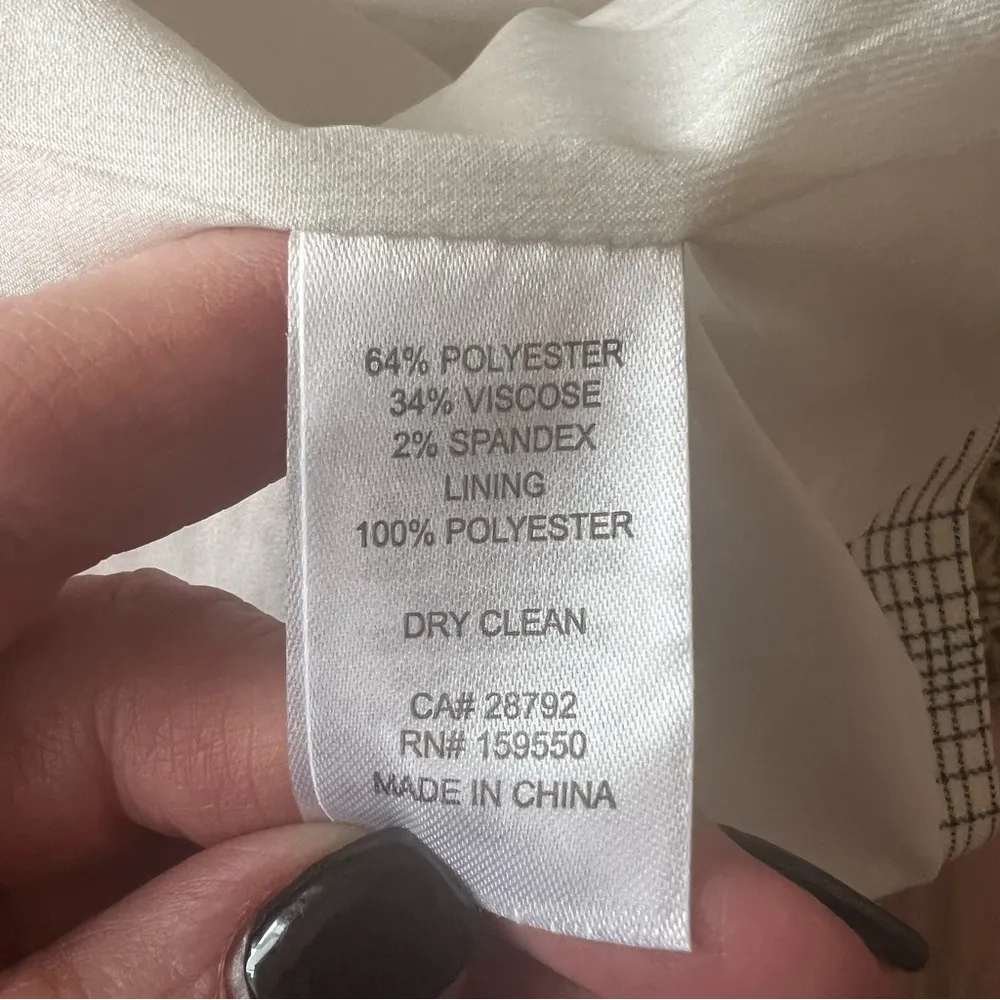 64% POLYESTER
34% VISCOSE
2% SPANDEX
LINING
100% POLYESTER
DRY CLEAN
CA# 28792
RN# 159550
MADE IN CHINA